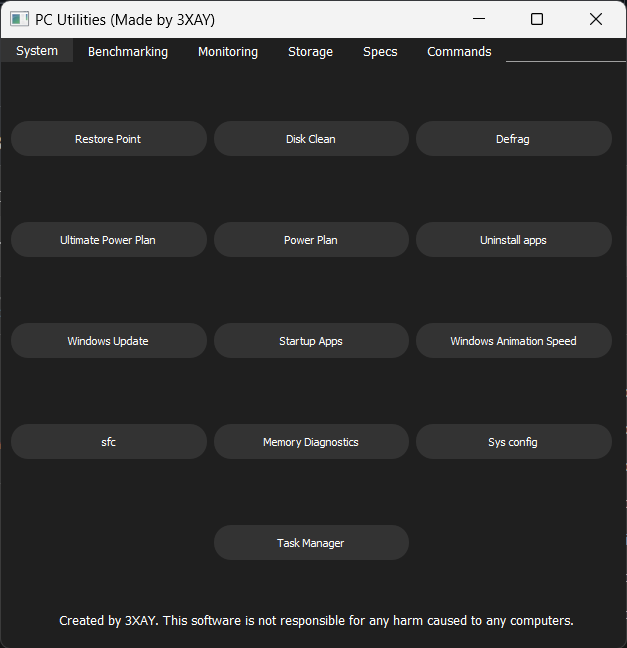 PC Utilities (Made by 3XAY)
System Benchmarking Monitoring Storage Specs Commands
Restore Point Disk Clean Defrag
Ultimate Power Plan Power Plan Uninstall apps
Windows Update Startup Apps Windows Animation Speed
sfc Memory Diagnostics Sys config
Task Manager
Created by 3XAY. This software is not responsible for any harm caused to any computers.